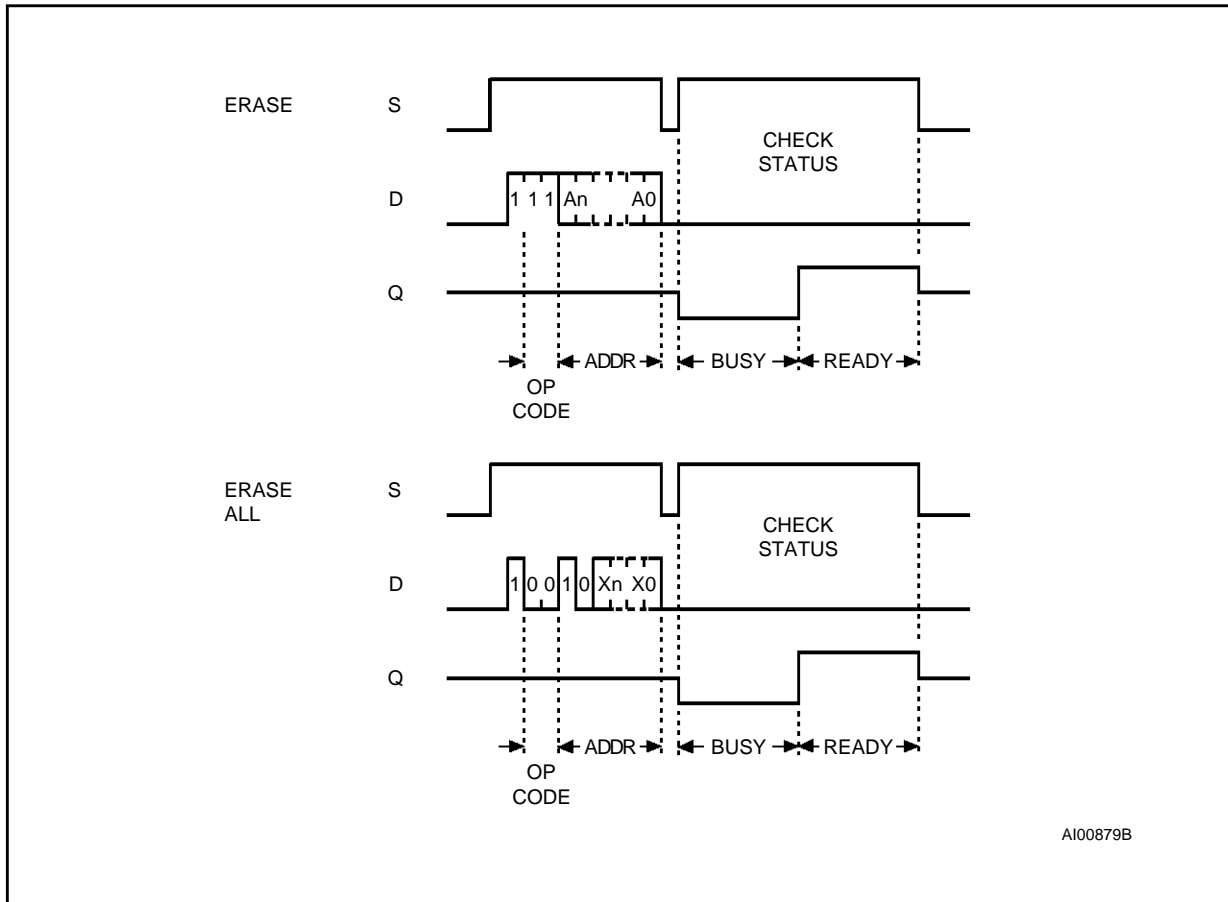 ERASE S
CHECK
STATUS
D 1 1 1 An A0
Q
ADDR BUSY READY
OP
CODE
ERASE
ALL
S
CHECK
STATUS
D 1 0 0 1 0 Xn X0
Q
ADDR BUSY READY
OP
CODE
AI00879B